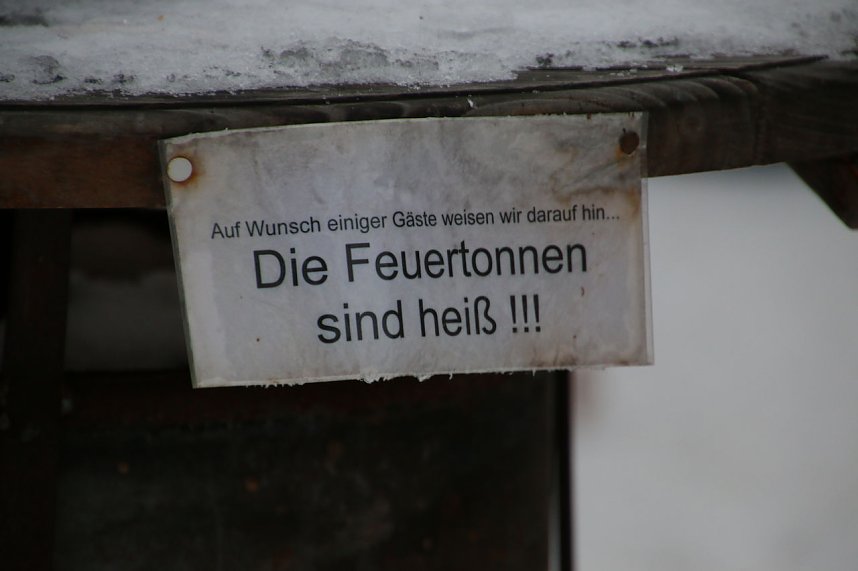 Auf Wunsch einiger Gäste weisen wir darauf hin...
Die Feuertonnen
sind heiß !!!